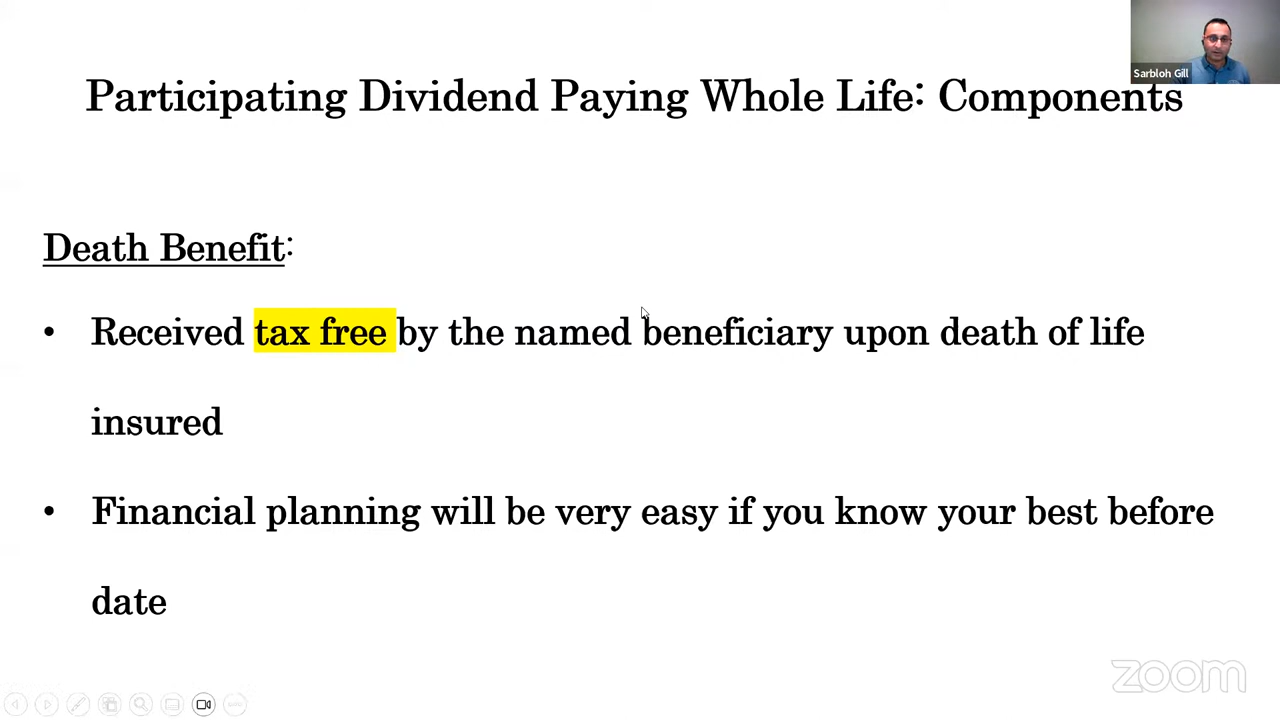 Sarbloh Gill
Participating Dividend Paying Whole Life: Components
Death Benefit:
• Received tax free by the named beneficiary upon death of life
insured
• Financial planning will be very easy if you know your best before
date
zoom